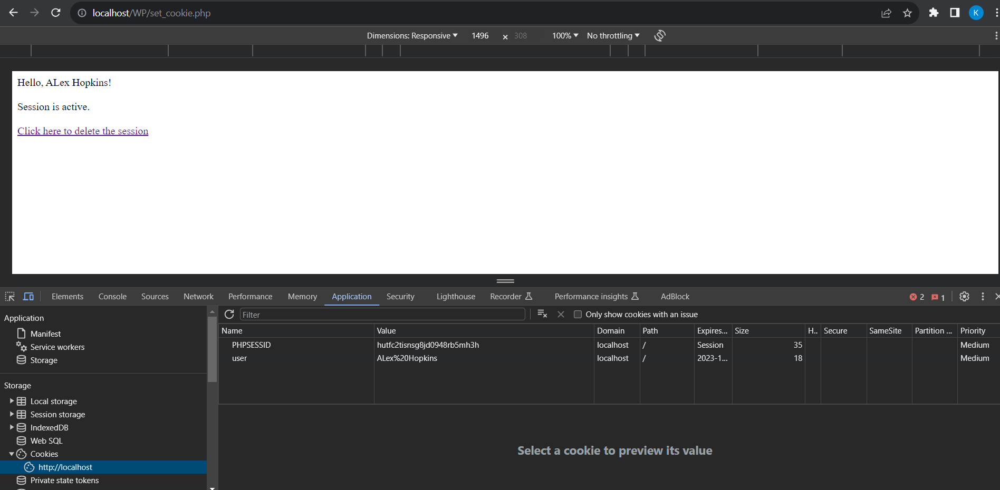 localhost/WP/set_cookie.php
K
Dimensions: Responsive 1496 × 308 100% No throttling
Hello, ALex Hopkins!
Session is active.
Click here to delete the session
Elements Console Sources Network Performance Memory Application Security Lighthouse Recorder Performance insights AdBlock 2 1
Filter Only show cookies with an issue
Application
Manifest
Service workers
Storage
Storage
Local storage
Session storage
IndexedDB
Web SQL
Cookies
http://localhost
Private state tokens
Name Value Domain Path Expires... Size H.. Secure SameSite Partition ... Priority
PHPSESSID hutfc2tisnsg8jd0948rb5mh3h localhost / Session 35 Medium
user ALex%20Hopkins localhost / 2023-1... 18 Medium
Select a cookie to preview its value